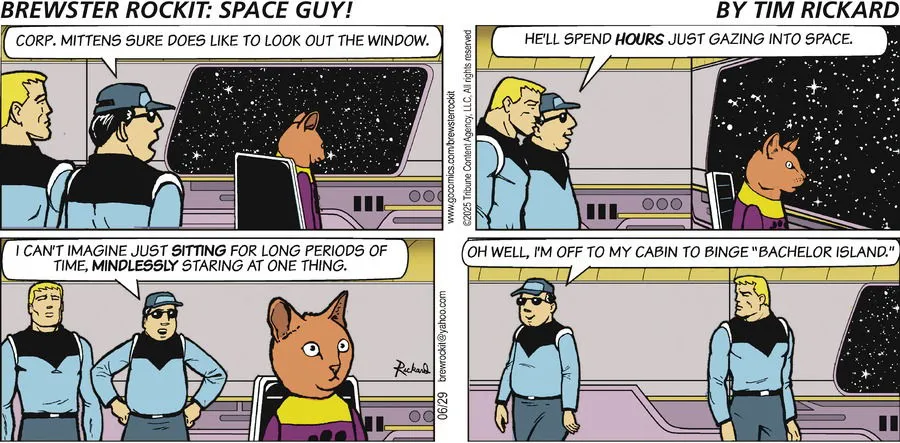 BREWSTER ROCKIT: SPACE GUY!
BY TIM RICKARD
CORP. MITTENS SURE DOES LIKE TO LOOK OUT THE WINDOW.
www.gocomics.com/brewsterrockit
©2025 Tribune Content Agency, LLC. All rights reserved
HE'LL SPEND HOURS JUST GAZING INTO SPACE.
I CAN'T IMAGINE JUST SITTING FOR LONG PERIODS OF
TIME, MINDLESSLY STARING AT ONE THING.
Rickard
06/29 brewrockit@yahoo.com
OH WELL, I'M OFF TO MY CABIN TO BINGE "BACHELOR ISLAND."